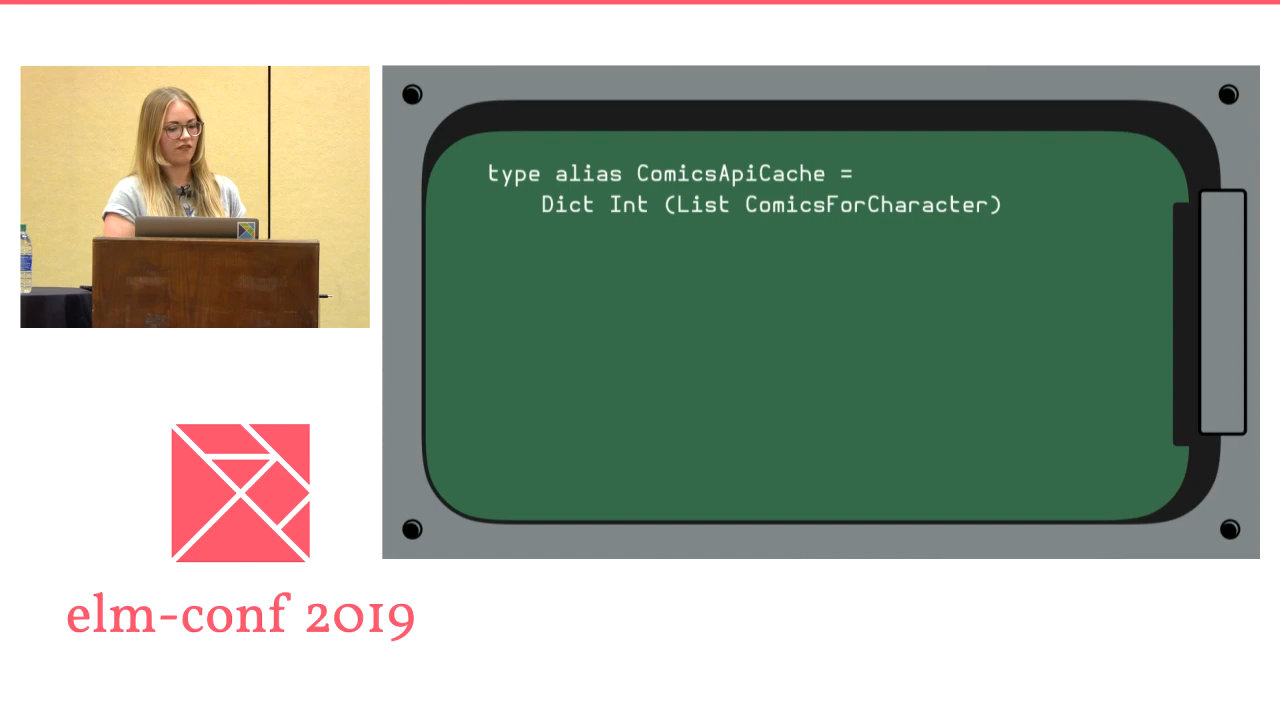 type alias ComicsApiCache =
    Dict Int (List ComicsForCharacter)
elm-conf 2019